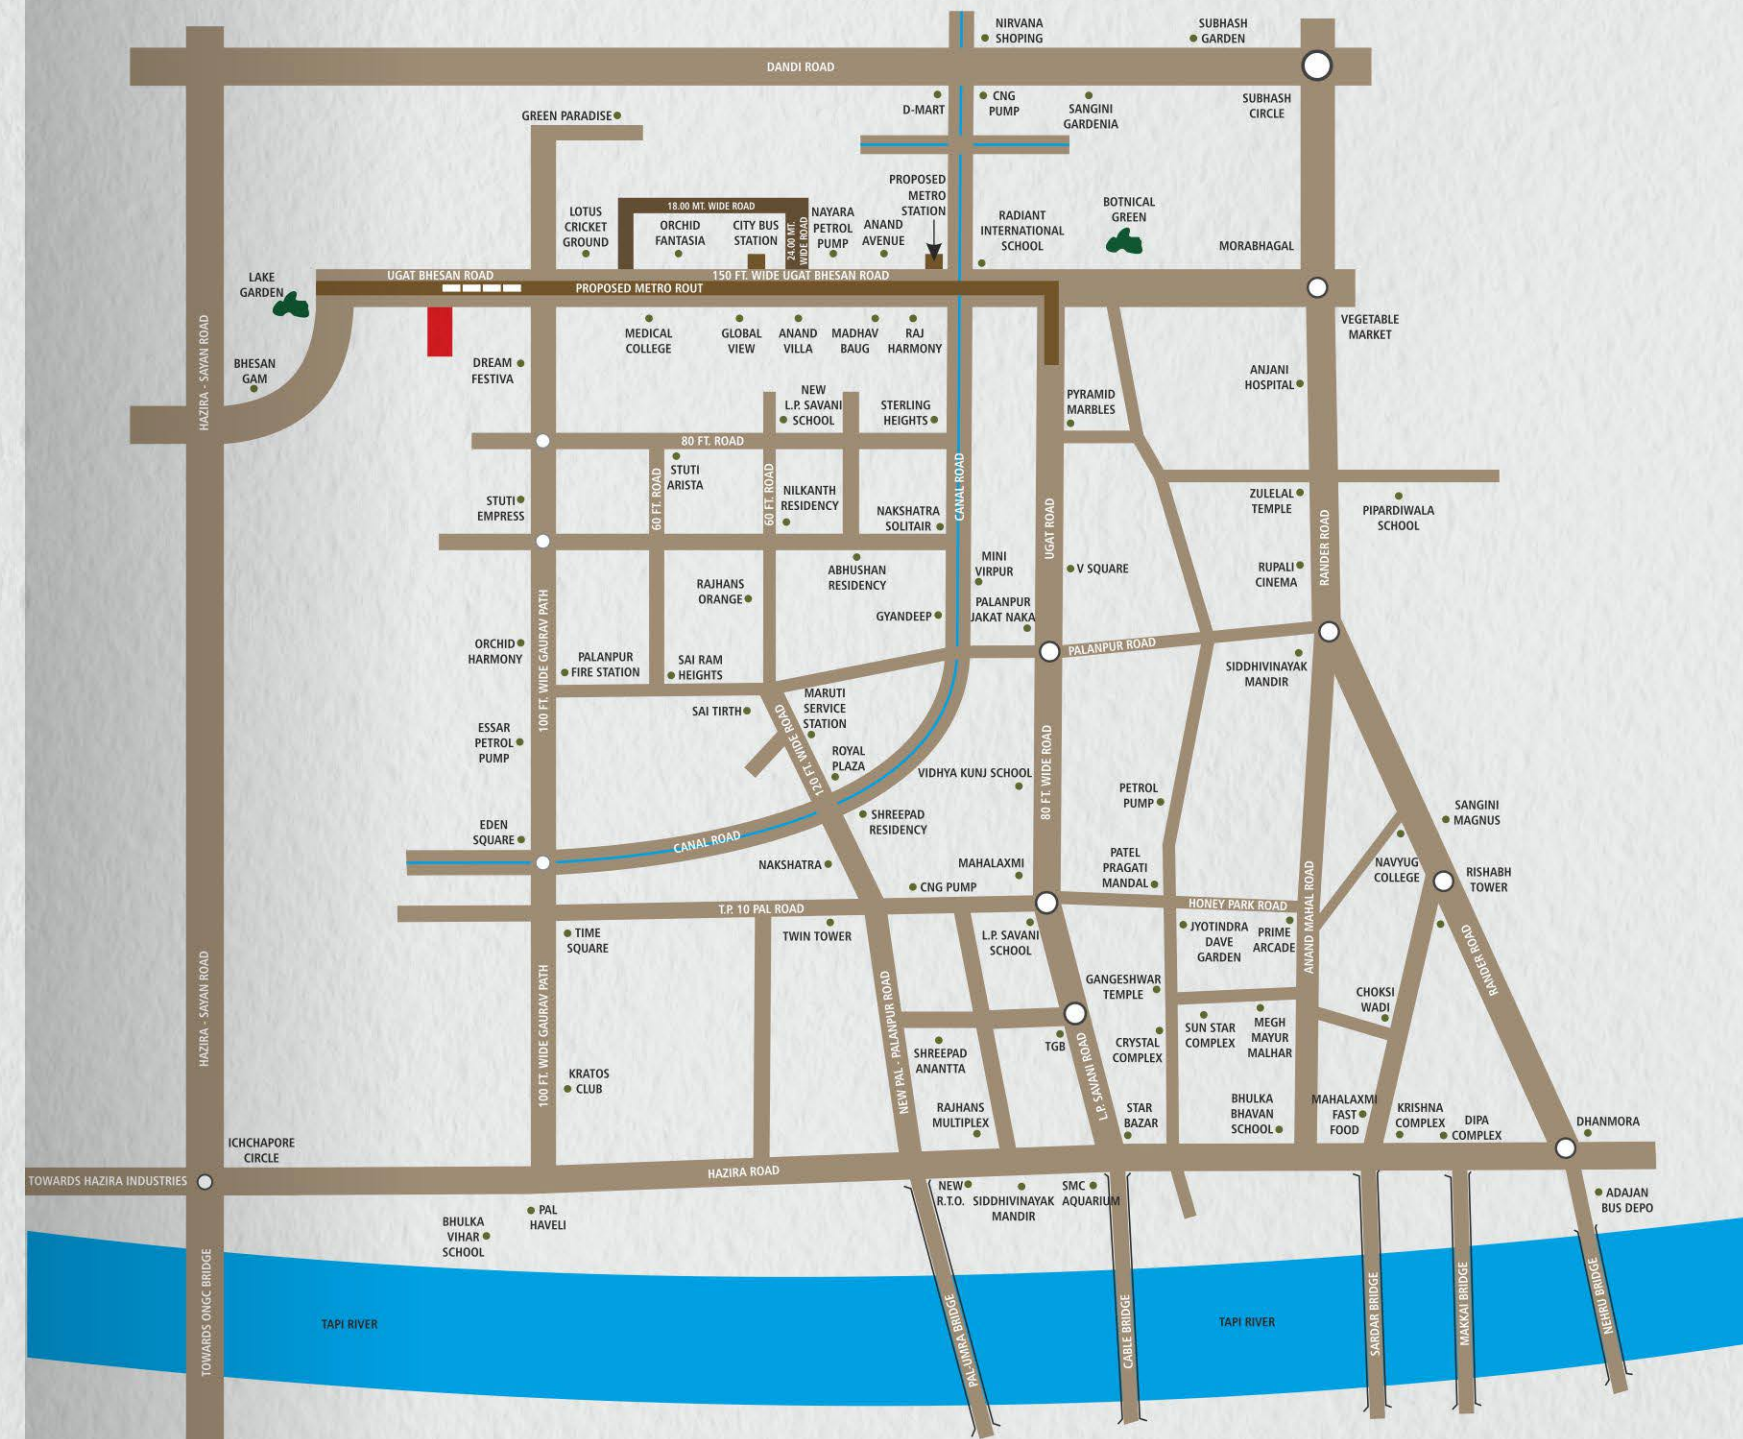 NIRVANA
SHOPING
SUBHASH
GARDEN
DANDI ROAD
GREEN PARADISE
D-MART
CNG
PUMP
SANGINI
GARDENIA
SUBHASH
CIRCLE
PROPOSED
METRO
STATION
18.00 MT. WIDE ROAD
24.00 MT.
WIDE ROAD
LOTUS
CRICKET
GROUND
ORCHID
FANTASIA
CITY BUS
STATION
NAYARA
PETROL
PUMP
ANAND
AVENUE
RADIANT
INTERNATIONAL
SCHOOL
BOTNICAL
GREEN
MORABHAGAL
LAKE
GARDEN
UGAT BHESAN ROAD
150 FT. WIDE UGAT BHESAN ROAD
PROPOSED METRO ROUT
HAZIRA - SAYAN ROAD
BHESAN
GAM
DREAM
FESTIVA
MEDICAL
COLLEGE
GLOBAL
VIEW
ANAND
VILLA
MADHAV
BAUG
RAJ
HARMONY
VEGETABLE
MARKET
ANJANI
HOSPITAL
NEW
L.P. SAVANI
SCHOOL
STERLING
HEIGHTS
PYRAMID
MARBLES
80 FT. ROAD
STUTI
ARISTA
60 FT. ROAD
60 FT. ROAD
NILKANTH
RESIDENCY
STUTI
EMPRESS
NAKSHATRA
SOLITAIR
CANAL ROAD
UGAT ROAD
ZULELAL
TEMPLE
RANDER ROAD
PIPARDIWALA
SCHOOL
ABHUSHAN
RESIDENCY
MINI
VIRPUR
V SQUARE
RUPALI
CINEMA
RAJHANS
ORANGE
GYANDEEP
PALANPUR
JAKAT NAKA
100 FT. WIDE GAURAV PATH
ORCHID
HARMONY
PALANPUR
FIRE STATION
SAI RAM
HEIGHTS
PALANPUR ROAD
SIDDHIVINAYAK
MANDIR
SAI TIRTH
MARUTI
SERVICE
STATION
120 FT. WIDE ROAD
ESSAR
PETROL
PUMP
ROYAL
PLAZA
VIDHYA KUNJ SCHOOL
80 FT. WIDE ROAD
PETROL
PUMP
EDEN
SQUARE
CANAL ROAD
SHREEPAD
RESIDENCY
SANGINI
MAGNUS
NAKSHATRA
MAHALAXMI
PATEL
PRAGATI
MANDAL
NAVYUG
COLLEGE
RISHABH
TOWER
CNG PUMP
T.P. 10 PAL ROAD
HONEY PARK ROAD
ANAND MAHAL ROAD
TIME
SQUARE
TWIN TOWER
L.P. SAVANI
SCHOOL
JYOTINDRA
DAVE
GARDEN
PRIME
ARCADE
RANDER ROAD
HAZIRA - SAYAN ROAD
100 FT. WIDE GAURAV PATH
NEW PAL - PALANPUR ROAD
GANGESHWAR
TEMPLE
CHOKSI
WADI
SHREEPAD
ANANTTA
TGB
L.P. SAVANI ROAD
CRYSTAL
COMPLEX
SUN STAR
COMPLEX
MEGH
MAYUR
MALHAR
KRATOS
CLUB
RAJHANS
MULTIPLEX
STAR
BAZAR
BHULKA
BHAVAN
SCHOOL
MAHALAXMI
FAST
FOOD
KRISHNA
COMPLEX
DIPA
COMPLEX
DHANMORA
ICHCHAPORE
CIRCLE
TOWARDS HAZIRA INDUSTRIES
HAZIRA ROAD
NEW
R.T.O.
SIDDHIVINAYAK
MANDIR
SMC
AQUARIUM
ADAJAN
BUS DEPO
PAL
HAVELI
BHULKA
VIHAR
SCHOOL
TOWARDS ONGC BRIDGE
TAPI RIVER
PAL-UMRA BRIDGE
CABLE BRIDGE
TAPI RIVER
SARDAR BRIDGE
MAKKAI BRIDGE
NEHRU BRIDGE